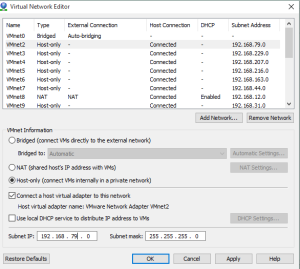 Virtual Network Editor
Name Type External Connection Host Connection DHCP Subnet Address
VMnet0 Bridged Auto-bridging - - -
VMnet2 Host-only - Connected - 192.168.79.0
VMnet3 Host-only - Connected - 192.168.229.0
VMnet4 Host-only - Connected - 192.168.207.0
VMnet5 Host-only - Connected - 192.168.216.0
VMnet6 Host-only - Connected - 192.168.163.0
VMnet7 Host-only - Connected - 192.168.44.0
VMnet8 NAT NAT Connected Enabled 192.168.12.0
VMnet9 Host-only - Connected - 192.168.31.0
Add Network... Remove Network
VMnet Information
Bridged (connect VMs directly to the external network)
Bridged to: Automatic Automatic Settings...
NAT (shared host's IP address with VMs) NAT Settings...
Host-only (connect VMs internally in a private network)
Connect a host virtual adapter to this network
Host virtual adapter name: VMware Network Adapter VMnet2
Use local DHCP service to distribute IP address to VMs DHCP Settings...
Subnet IP: 192 . 168 . 79 . 0 Subnet mask: 255 . 255 . 255 . 0
Restore Defaults OK Cancel Apply Help